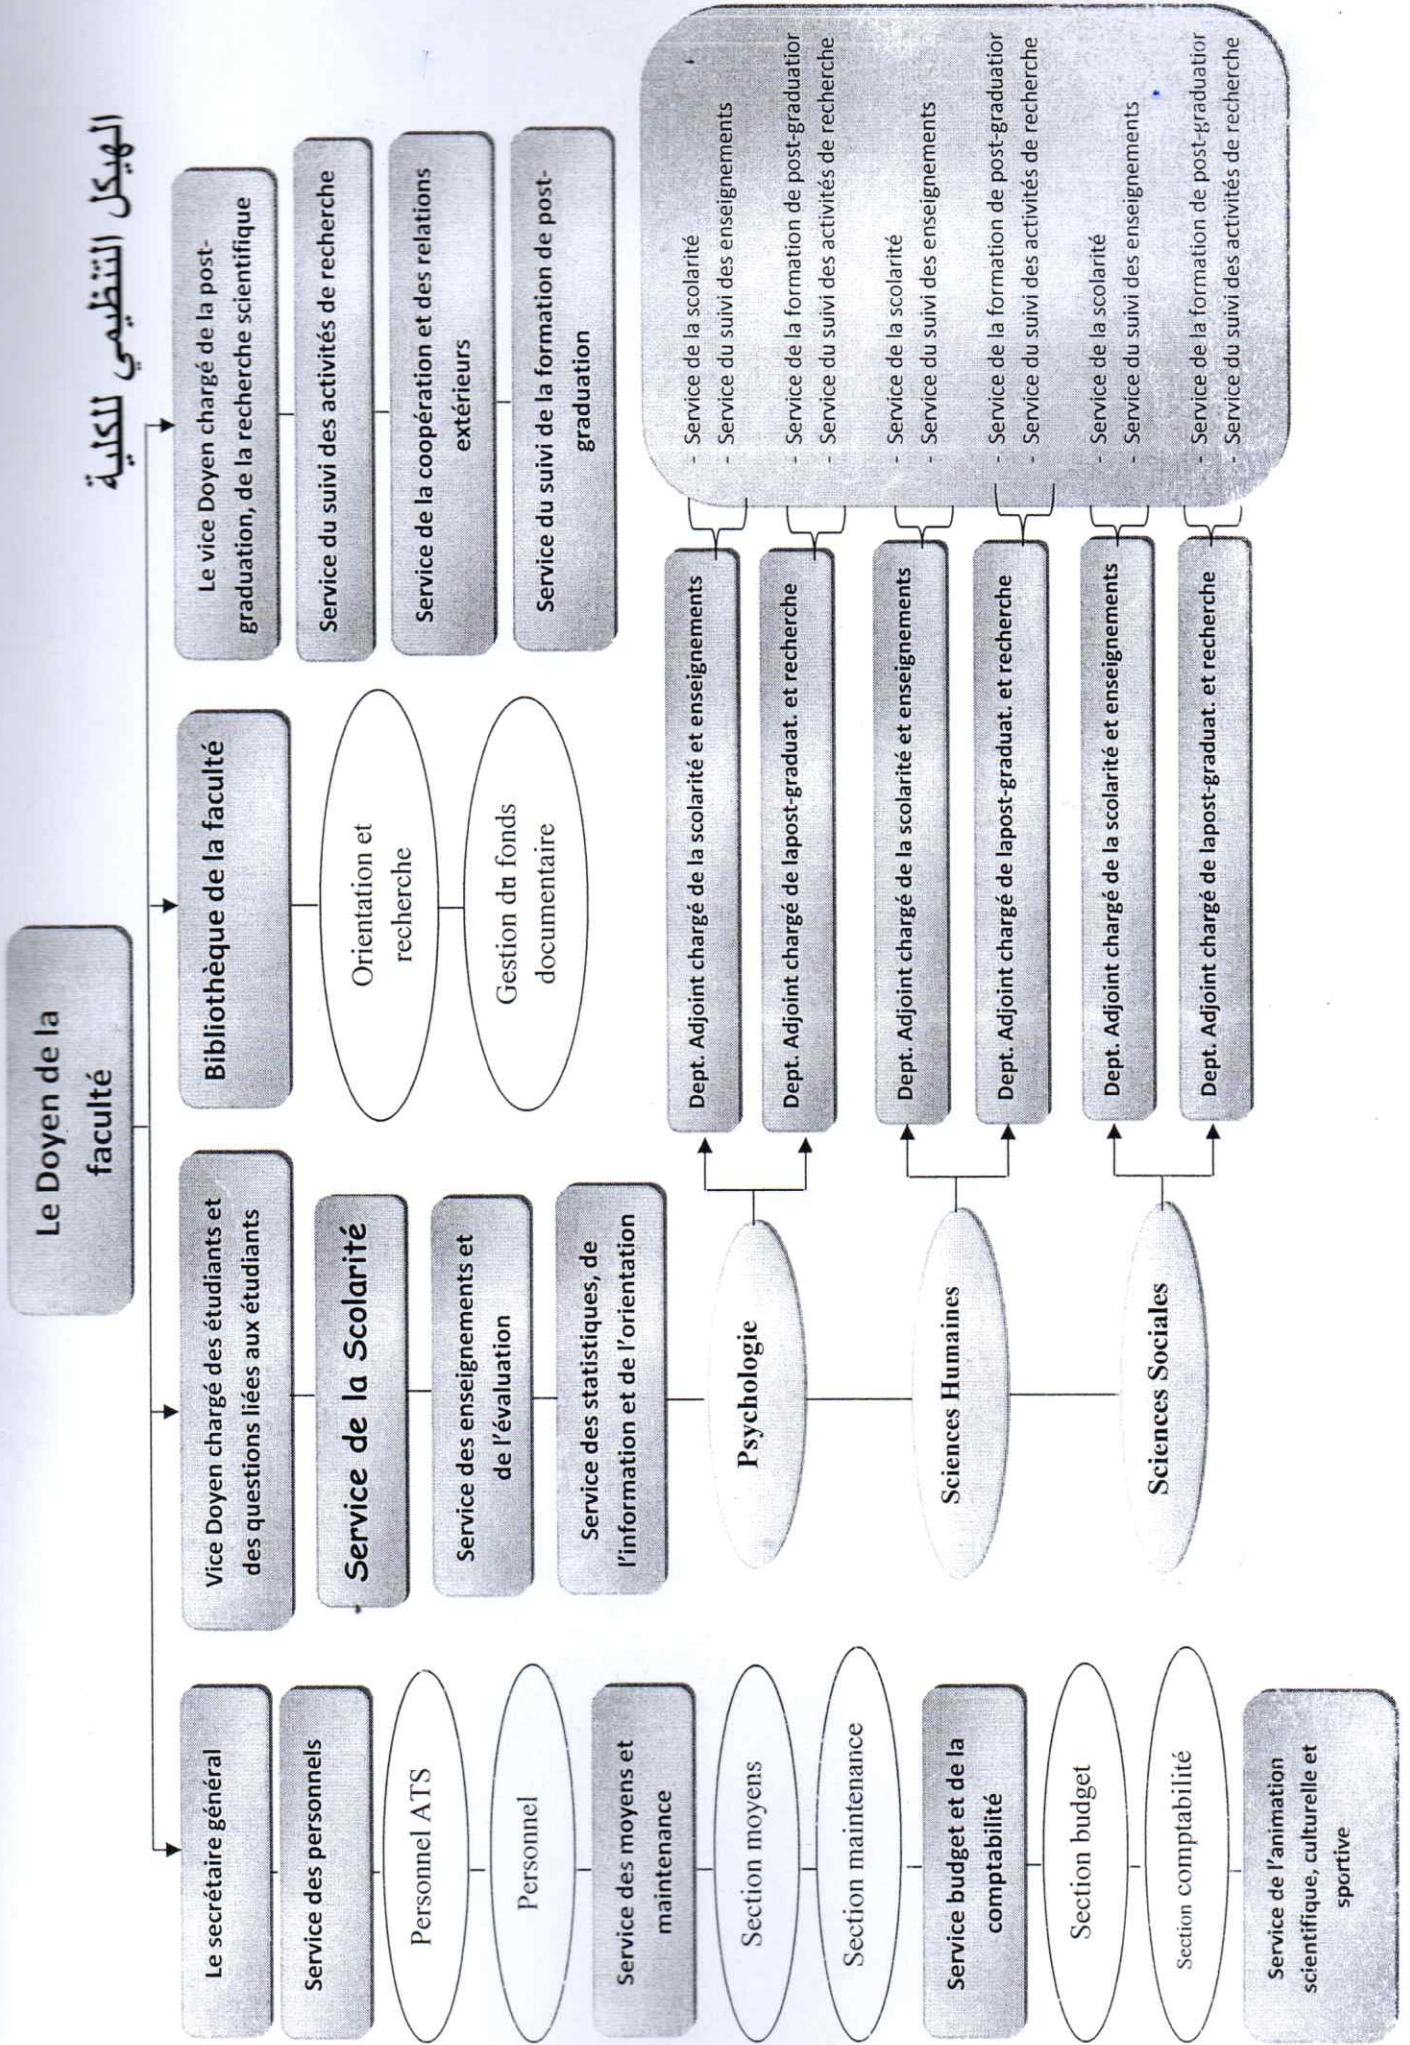 الهيكل التنظيمي للكلية
Le Doyen de la
faculté
Le secrétaire général
Service des personnels
Personnel ATS
Personnel
Service des moyens et
maintenance
Section moyens
Section maintenance
Service budget et de la
comptabilité
Section budget
Section comptabilité
Service de l'animation
scientifique, culturelle et
sportive
Vice Doyen chargé des étudiants et
des questions liées aux étudiants
- Service de la Scolarité
Service des enseignements et
de l'évaluation
Service des statistiques, de
l'information et de l'orientation
Psychologie
Sciences Humaines
Sciences Sociales
Bibliothèque de la faculté
Orientation et
recherche
Gestion du fonds
documentaire
Le vice Doyen chargé de la post-
graduation, de la recherche scientifique
Service du suivi des activités de recherche
Service de la coopération et des relations
extérieurs
Service du suivi de la formation de post-
graduation
Dept. Adjoint chargé de la scolarité et enseignements
Dept. Adjoint chargé de lapost-graduat. et recherche
Dept. Adjoint chargé de la scolarité et enseignements
Dept. Adjoint chargé de lapost-graduat. et recherche
Dept. Adjoint chargé de la scolarité et enseignements
Dept. Adjoint chargé de lapost-graduat. et recherche
- Service de la scolarité
- Service du suivi des enseignements
- Service de la formation de post-graduatior
- Service du suivi des activités de recherche
- Service de la scolarité
- Service du suivi des enseignements
- Service de la formation de post-graduatior
- Service du suivi des activités de recherche
- Service de la scolarité
- Service du suivi des enseignements
- Service de la formation de post-graduatior
- Service du suivi des activités de recherche